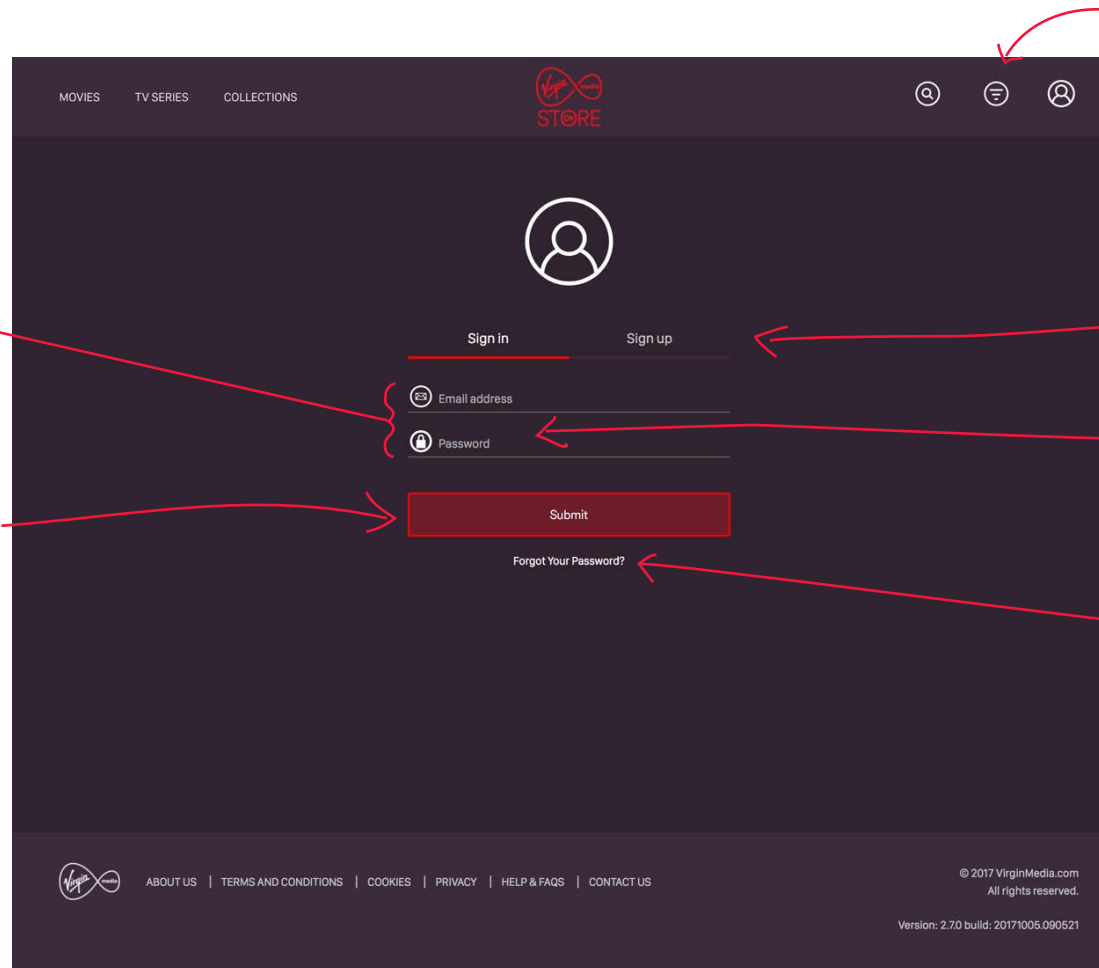 MOVIES TV SERIES COLLECTIONS
Virgin media
STORE
Sign in Sign up
Email address
Password
Submit
Forgot Your Password?
Virgin media ABOUT US | TERMS AND CONDITIONS | COOKIES | PRIVACY | HELP & FAQS | CONTACT US
© 2017 VirginMedia.com
All rights reserved.
Version: 2.7.0 build: 20171005.090521